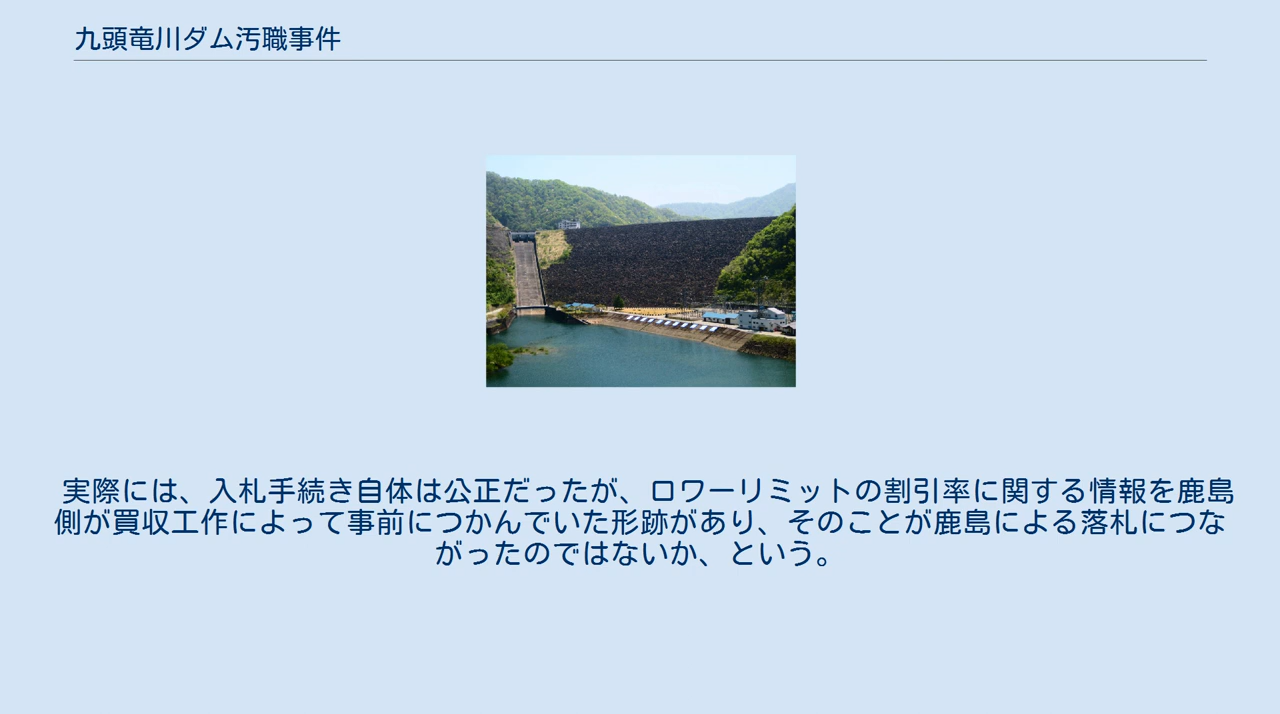 九頭竜川ダム汚職事件
実際には、入札手続き自体は公正だったが、ロワーリミットの割引率に関する情報を鹿島
側が買収工作によって事前につかんでいた形跡があり、そのことが鹿島による落札につな
がったのではないか、という。